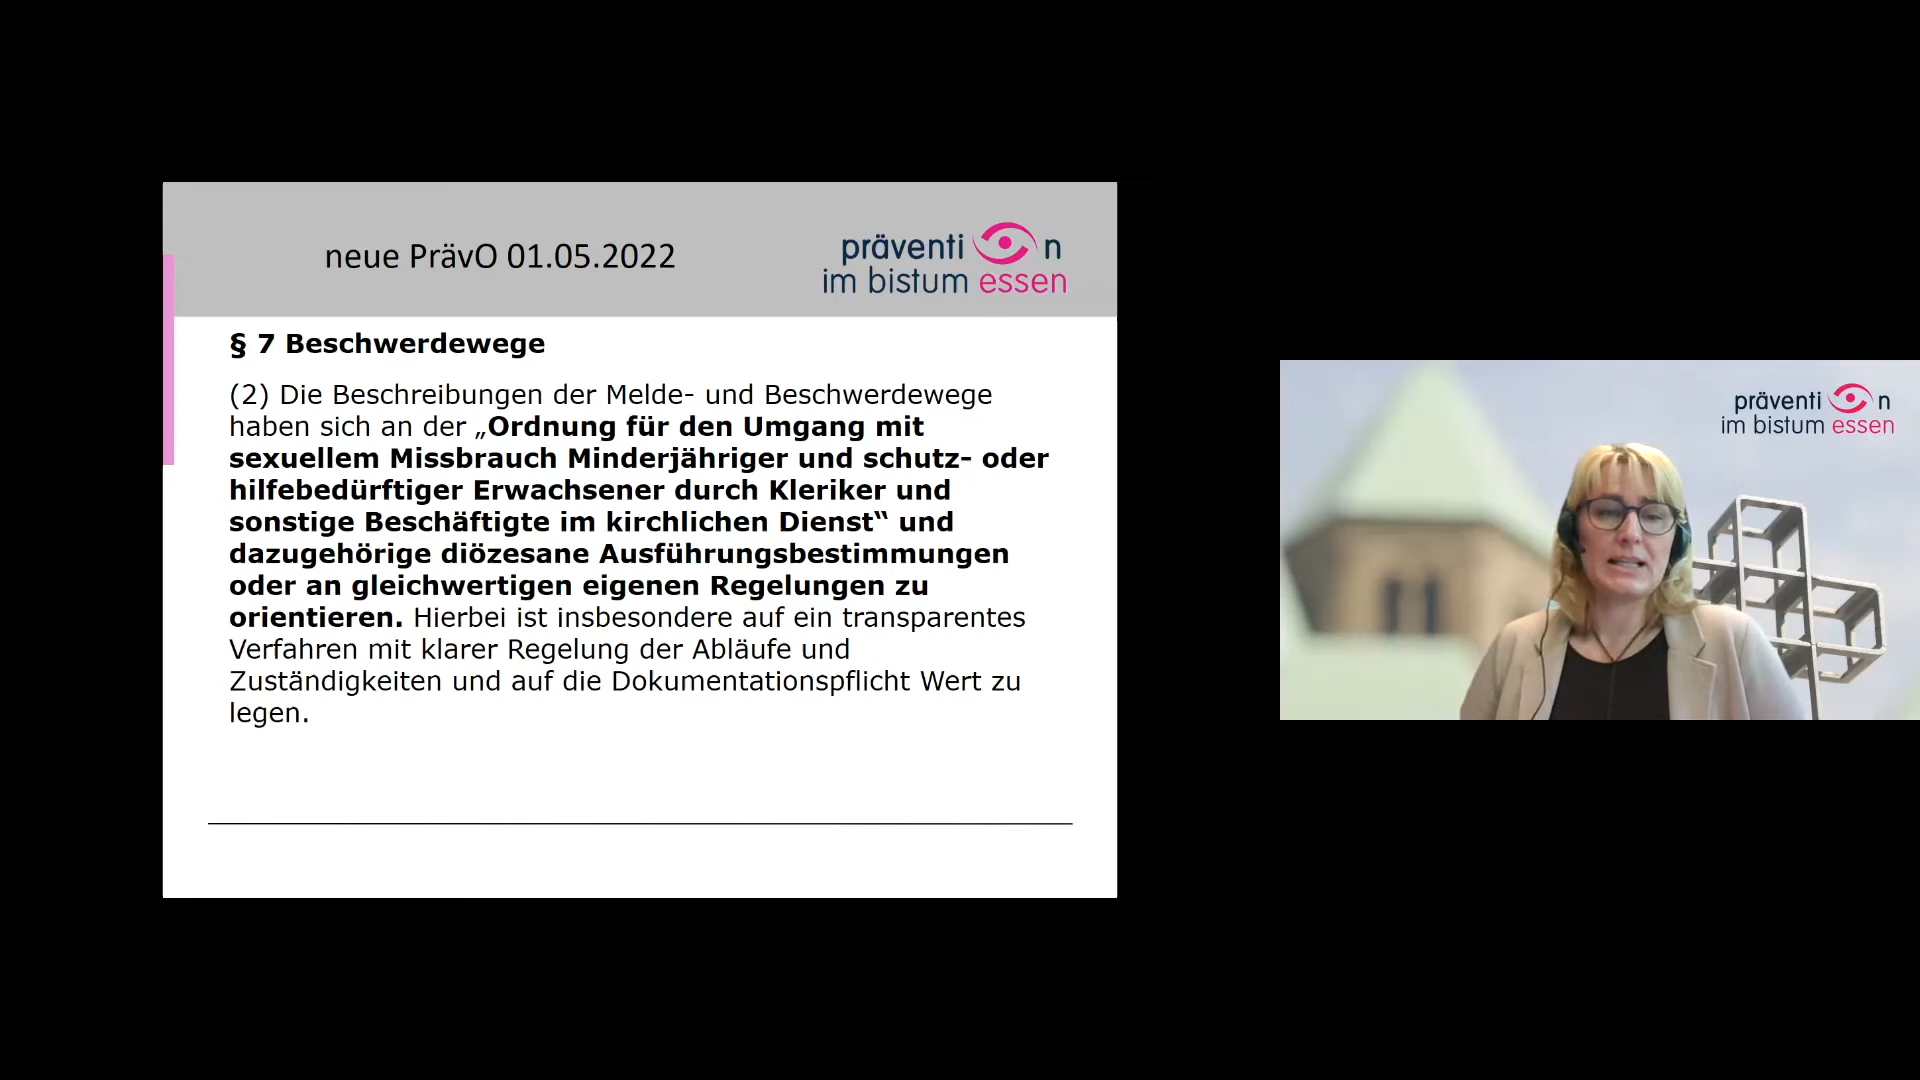 neue PrävO 01.05.2022
präventi n
im bistum essen
§ 7 Beschwerdewege
(2) Die Beschreibungen der Melde- und Beschwerdewege
haben sich an der „Ordnung für den Umgang mit
sexuellem Missbrauch Minderjähriger und schutz- oder
hilfebedürftiger Erwachsener durch Kleriker und
sonstige Beschäftigte im kirchlichen Dienst“ und
dazugehörige diözesane Ausführungsbestimmungen
oder an gleichwertigen eigenen Regelungen zu
orientieren. Hierbei ist insbesondere auf ein transparentes
Verfahren mit klarer Regelung der Abläufe und
Zuständigkeiten und auf die Dokumentationspflicht Wert zu
legen.
präventi n
im bistum essen